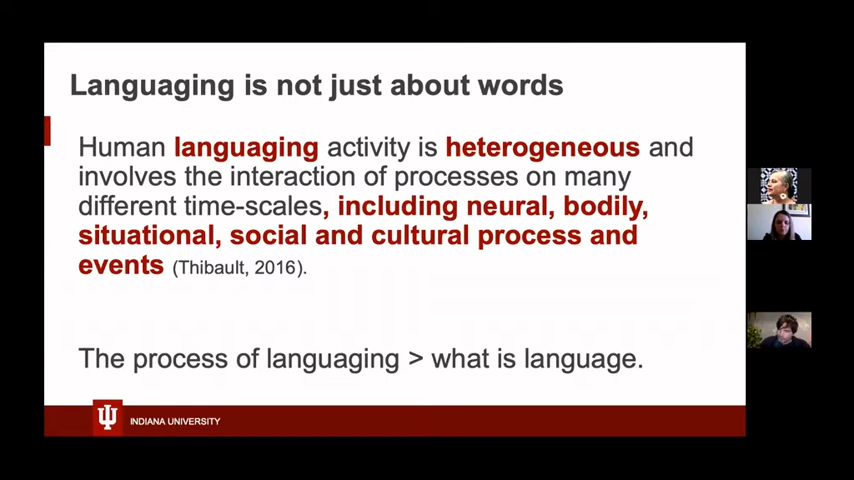 Languaging is not just about words
Human languaging activity is heterogeneous and
involves the interaction of processes on many
different time-scales, including neural, bodily,
situational, social and cultural process and
events (Thibault, 2016).
The process of languaging > what is language.
INDIANA UNIVERSITY